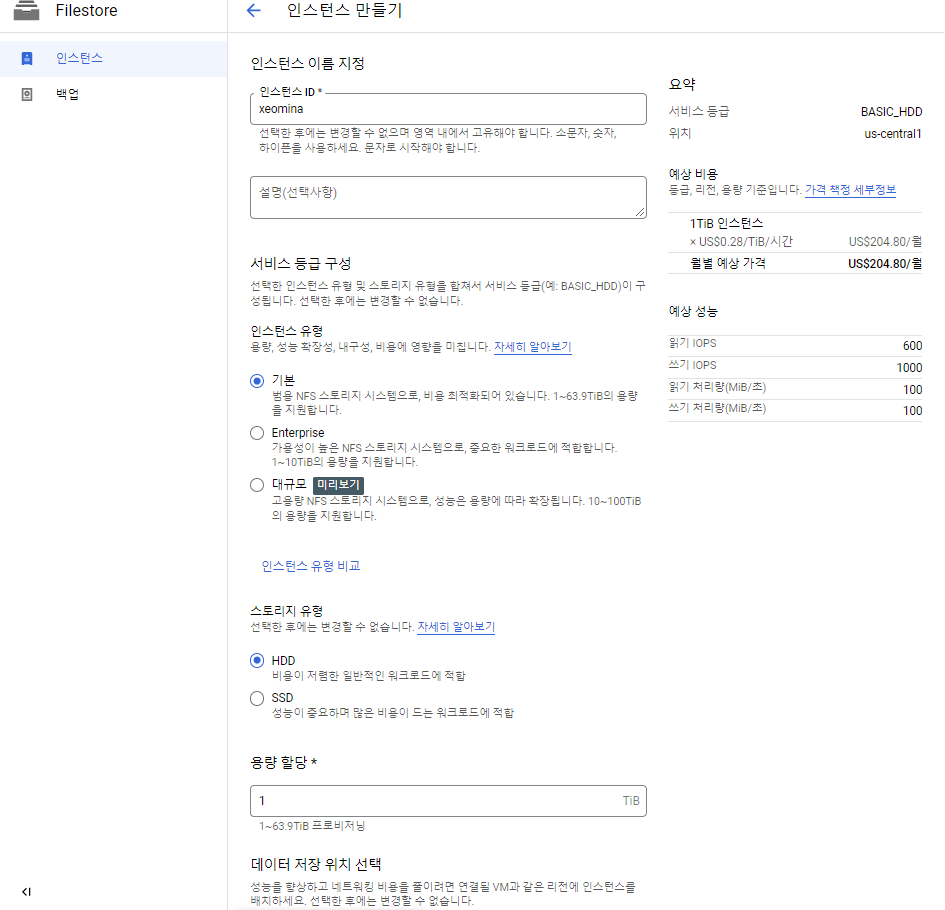 Filestore
인스턴스 만들기
인스턴스
백업
인스턴스 이름 지정
인스턴스 ID *
xeomina
선택한 후에는 변경할 수 없으며 영역 내에서 고유해야 합니다. 소문자, 숫자,
하이픈을 사용하세요. 문자로 시작해야 합니다.
설명(선택사항)
서비스 등급 구성
선택한 인스턴스 유형 및 스토리지 유형을 합쳐서 서비스 등급(예: BASIC_HDD)이 구
성됩니다. 선택한 후에는 변경할 수 없습니다.
인스턴스 유형
용량, 성능 확장성, 내구성, 비용에 영향을 미칩니다. 자세히 알아보기
기본
범용 NFS 스토리지 시스템으로, 비용 최적화되어 있습니다. 1~63.9TiB의 용량
을 지원합니다.
Enterprise
가용성이 높은 NFS 스토리지 시스템으로, 중요한 워크로드에 적합합니다.
1~10TiB의 용량을 지원합니다.
대규모 미리보기
고용량 NFS 스토리지 시스템으로, 성능은 용량에 따라 확장됩니다. 10~100TiB
의 용량을 지원합니다.
인스턴스 유형 비교
스토리지 유형
선택한 후에는 변경할 수 없습니다. 자세히 알아보기
HDD
비용이 저렴한 일반적인 워크로드에 적합
SSD
성능이 중요하며 많은 비용이 드는 워크로드에 적합
용량 할당 *
1 TiB
1~63.9TiB 프로비저닝
데이터 저장 위치 선택
성능을 향상하고 네트워킹 비용을 줄이려면 연결될 VM과 같은 리전에 인스턴스를
배치하세요. 선택한 후에는 변경할 수 없습니다.
요약
서비스 등급 BASIC_HDD
위치 us-central1
예상 비용
등급, 리전, 용량 기준입니다. 가격 책정 세부정보
1TiB 인스턴스
× US$0.28/TiB/시간 US$204.80/월
월별 예상 가격 US$204.80/월
예상 성능
읽기 IOPS 600
쓰기 IOPS 1000
읽기 처리량(MiB/초) 100
쓰기 처리량(MiB/초) 100